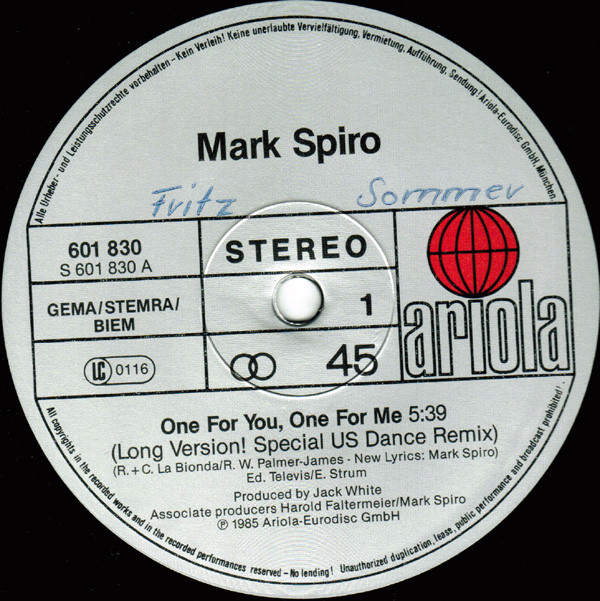 Alle Urheber- und Leistungsschutzrechte vorbehalten - Kein Verleih! Keine unerlaubte Vervielfältigung, Vermietung, Aufführung, Sendung! Ariola-Eurodisc GmbH, München.
Mark Spiro
Fritz Sommer
601 830
S 601 830 A
STEREO
GEMA/STEMRA/
BIEM
1
LC 0116
45
ariola
One For You, One For Me 5:39
(Long Version! Special US Dance Remix)
(R. + C. La Bionda/R. W. Palmer-James - New Lyrics: Mark Spiro)
Ed. Televis/E. Strum
Produced by Jack White
Associate producers Harold Faltermeier/Mark Spiro
℗ 1985 Ariola-Eurodisc GmbH
All copyrights in the recorded works and in the recorded performances reserved - No lending! Unauthorized duplication, lease, public performance and broadcast prohibited!